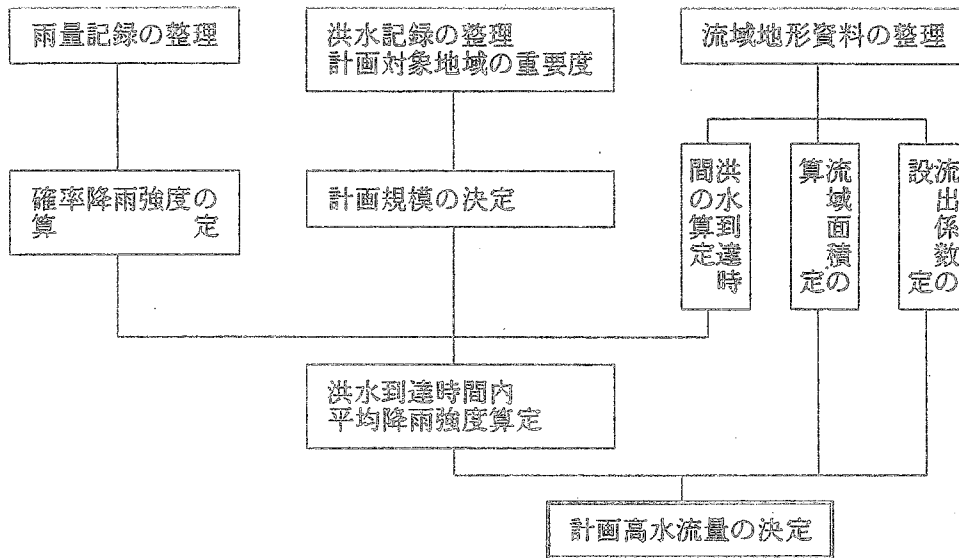 雨量記録の整理
洪水記録の整理
計画対象地域の重要度
流域地形資料の整理
確率降雨強度の
算定
計画規模の決定
洪水到達時
間の算定
流域面積の
算定
流出係数の
設定
洪水到達時間内
平均降雨強度算定
計画高水流量の決定